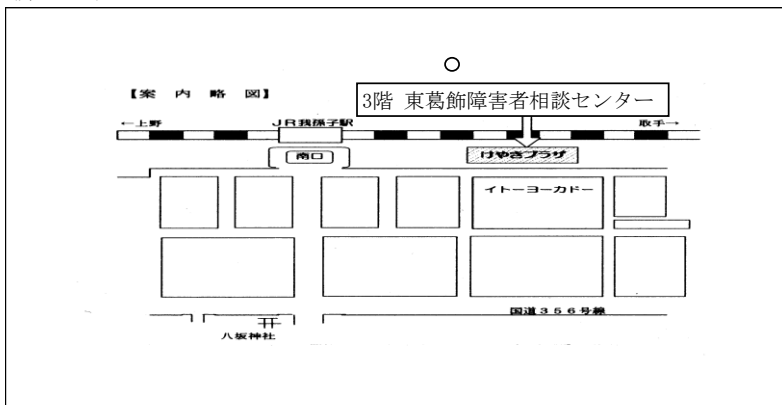 【案内略図】
3階 東葛飾障害者相談センター
←上野
JR我孫子駅
取手→
南口
けやきプラザ
イトーヨーカドー
国道356号線
八坂神社